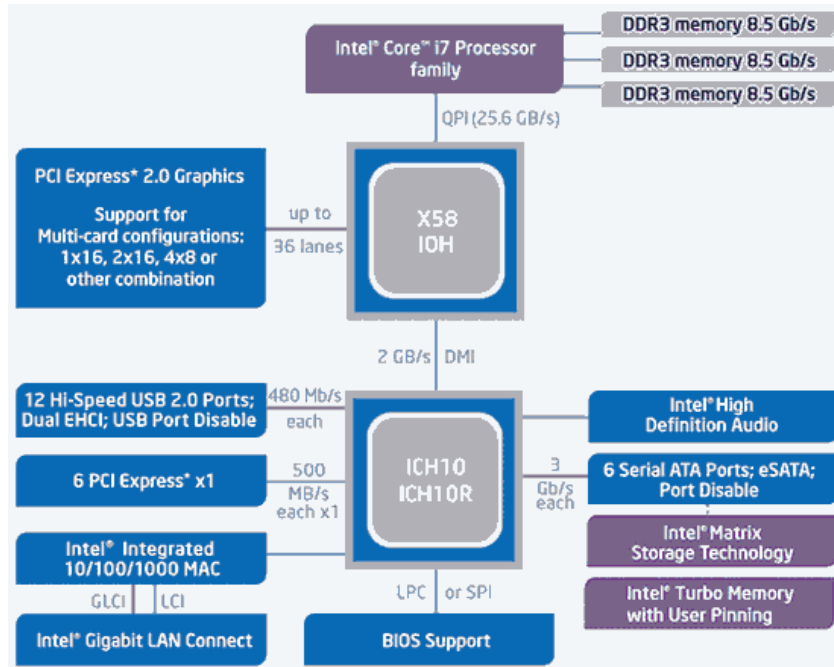 Intel® Core™ i7 Processor
family
DDR3 memory 8.5 Gb/s
DDR3 memory 8.5 Gb/s
DDR3 memory 8.5 Gb/s
QPI (25.6 GB/s)
PCI Express* 2.0 Graphics
Support for
Multi-card configurations:
1x16, 2x16, 4x8 or
other combination
up to
36 lanes
X58
IOH
2 GB/s DMI
12 Hi-Speed USB 2.0 Ports;
Dual EHCI; USB Port Disable
480 Mb/s
each
6 PCI Express* x1
500
MB/s
each x1
Intel® Integrated
10/100/1000 MAC
GLCI
LCI
Intel® Gigabit LAN Connect
ICH10
ICH10R
LPC or SPI
BIOS Support
Intel® High
Definition Audio
3
Gb/s
each
6 Serial ATA Ports; eSATA;
Port Disable
Intel® Matrix
Storage Technology
Intel® Turbo Memory
with User Pinning